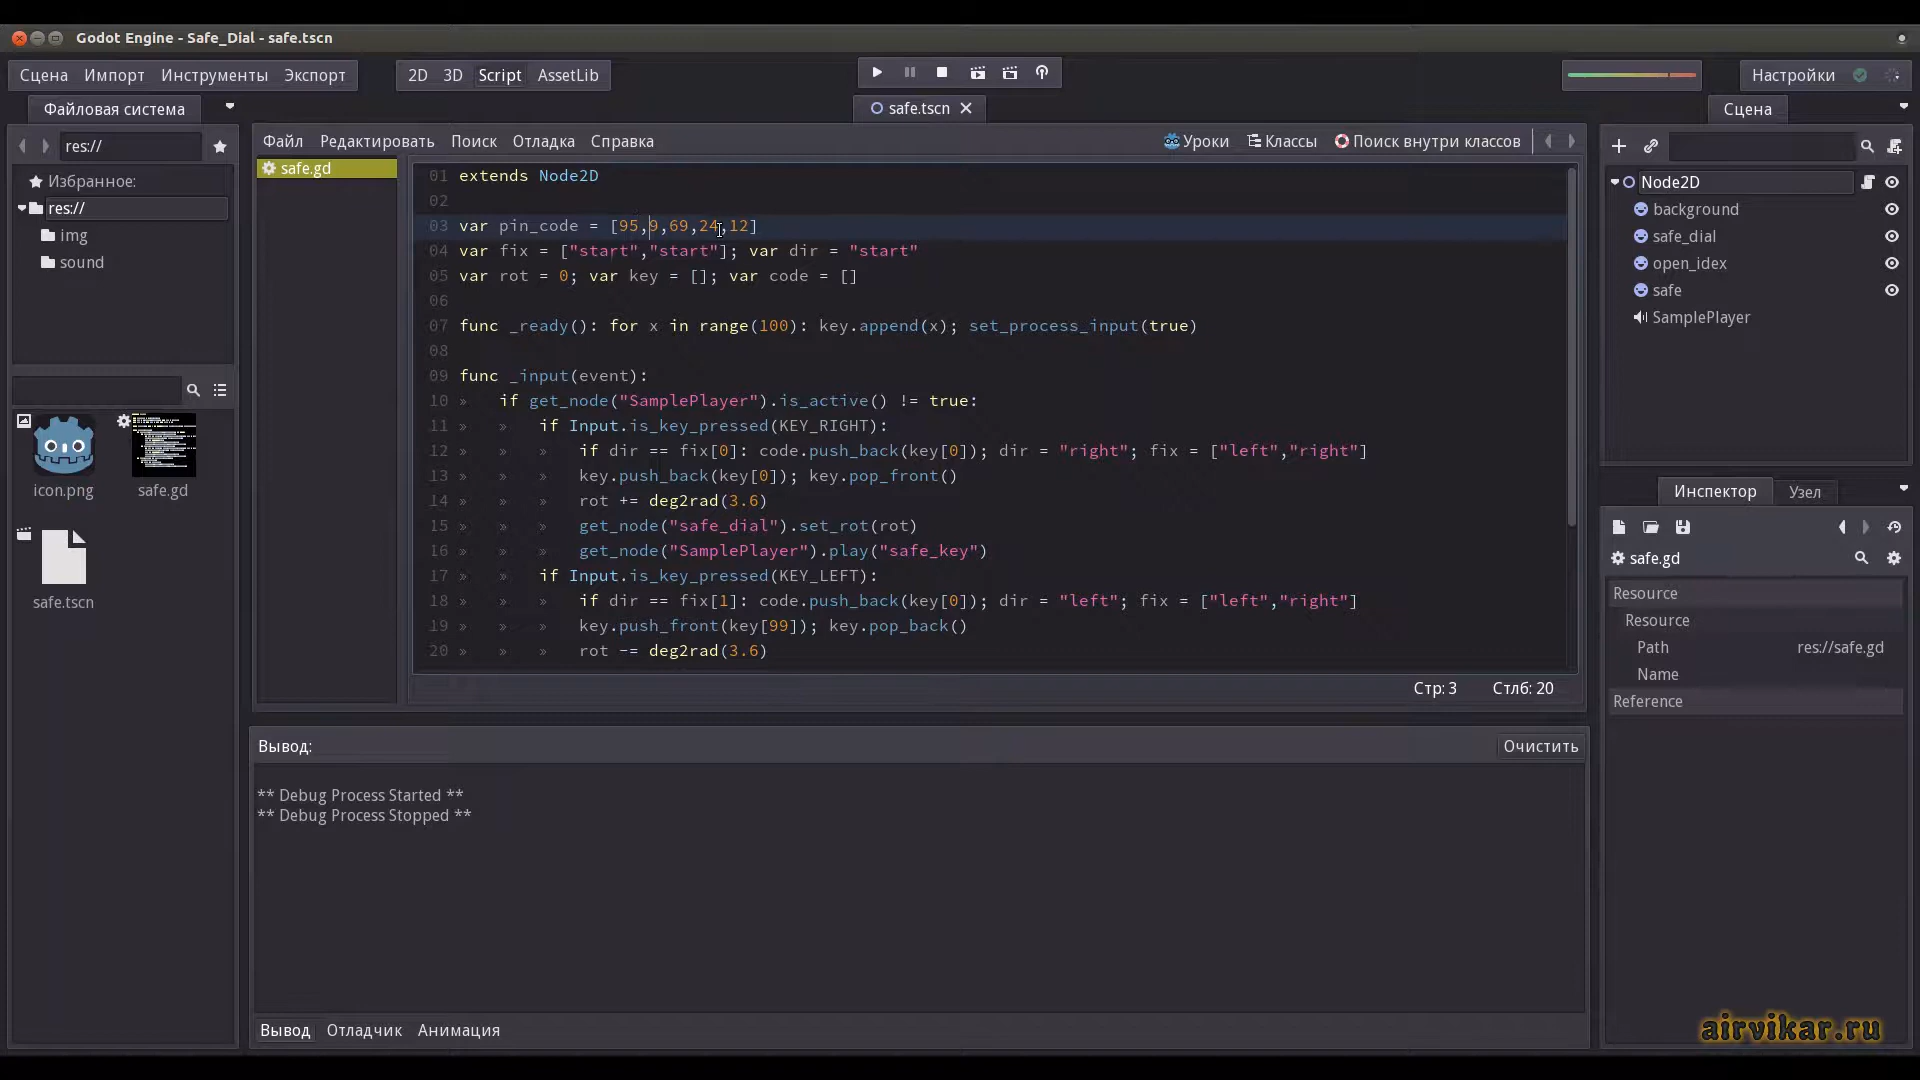 Godot Engine - Safe_Dial - safe.tscn
Сцена Импорт Инструменты Экспорт
2D 3D Script AssetLib
Настройки
Файловая система
safe.tscn
Сцена
res://
Избранное:
res://
img
sound
icon.png
safe.gd
safe.tscn
Файл Редактировать Поиск Отладка Справка
Уроки Классы Поиск внутри классов
safe.gd
01 extends Node2D
02
03 var pin_code = [95,9,69,24,12]
04 var fix = ["start","start"]; var dir = "start"
05 var rot = 0; var key = []; var code = []
06
07 func _ready(): for x in range(100): key.append(x); set_process_input(true)
08
09 func _input(event):
10 » if get_node("SamplePlayer").is_active() != true:
11 » » if Input.is_key_pressed(KEY_RIGHT):
12 » » » if dir == fix[0]: code.push_back(key[0]); dir = "right"; fix = ["left","right"]
13 » » » key.push_back(key[0]); key.pop_front()
14 » » » rot += deg2rad(3.6)
15 » » » get_node("safe_dial").set_rot(rot)
16 » » » get_node("SamplePlayer").play("safe_key")
17 » » if Input.is_key_pressed(KEY_LEFT):
18 » » » if dir == fix[1]: code.push_back(key[0]); dir = "left"; fix = ["left","right"]
19 » » » key.push_front(key[99]); key.pop_back()
20 » » » rot -= deg2rad(3.6)
Стр: 3 Стлб: 20
Вывод:
Очистить
** Debug Process Started **
** Debug Process Stopped **
Вывод Отладчик Анимация
Node2D
background
safe_dial
open_idex
safe
SamplePlayer
Инспектор Узел
safe.gd
Resource
Resource
Path res://safe.gd
Name
Reference
airvikar.ru